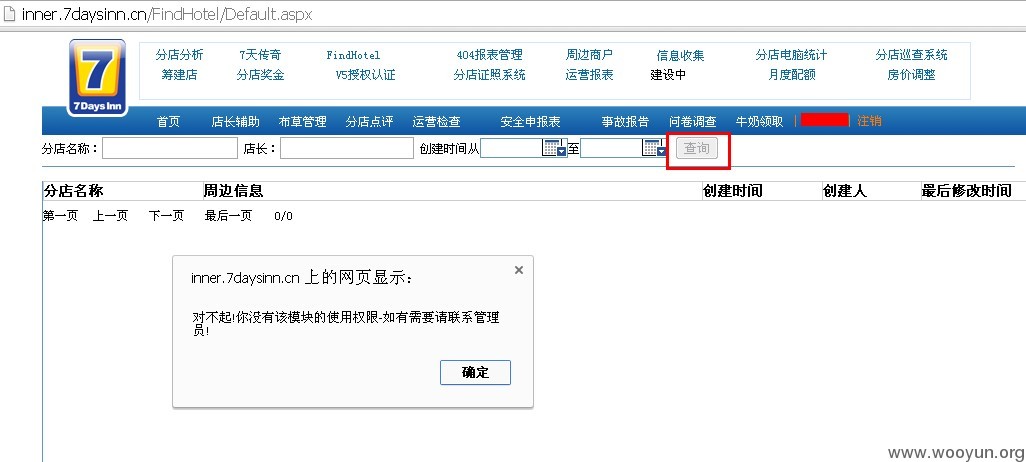 inner.7daysinn.cn/FindHotel/Default.aspx
7
7DaysInn
分店分析 7天传奇 FindHotel 404报表管理 周边商户 信息收集 分店电脑统计 分店巡查系统
筹建店 分店奖金 V5授权认证 分店证照系统 运营报表 建设中 月度配额 房价调整
首页 店长辅助 布草管理 分店点评 运营检查 安全申报表 事故报告 问卷调查 牛奶领取 | | 注销
分店名称: 店长: 创建时间从 至 查询
分店名称 周边信息 创建时间 创建人 最后修改时间
第一页 上一页 下一页 最后一页 0/0
inner.7daysinn.cn 上的网页显示:
×
对不起!你没有该模块的使用权限-如有需要请联系管理
员!
确定
www.wooyun.org